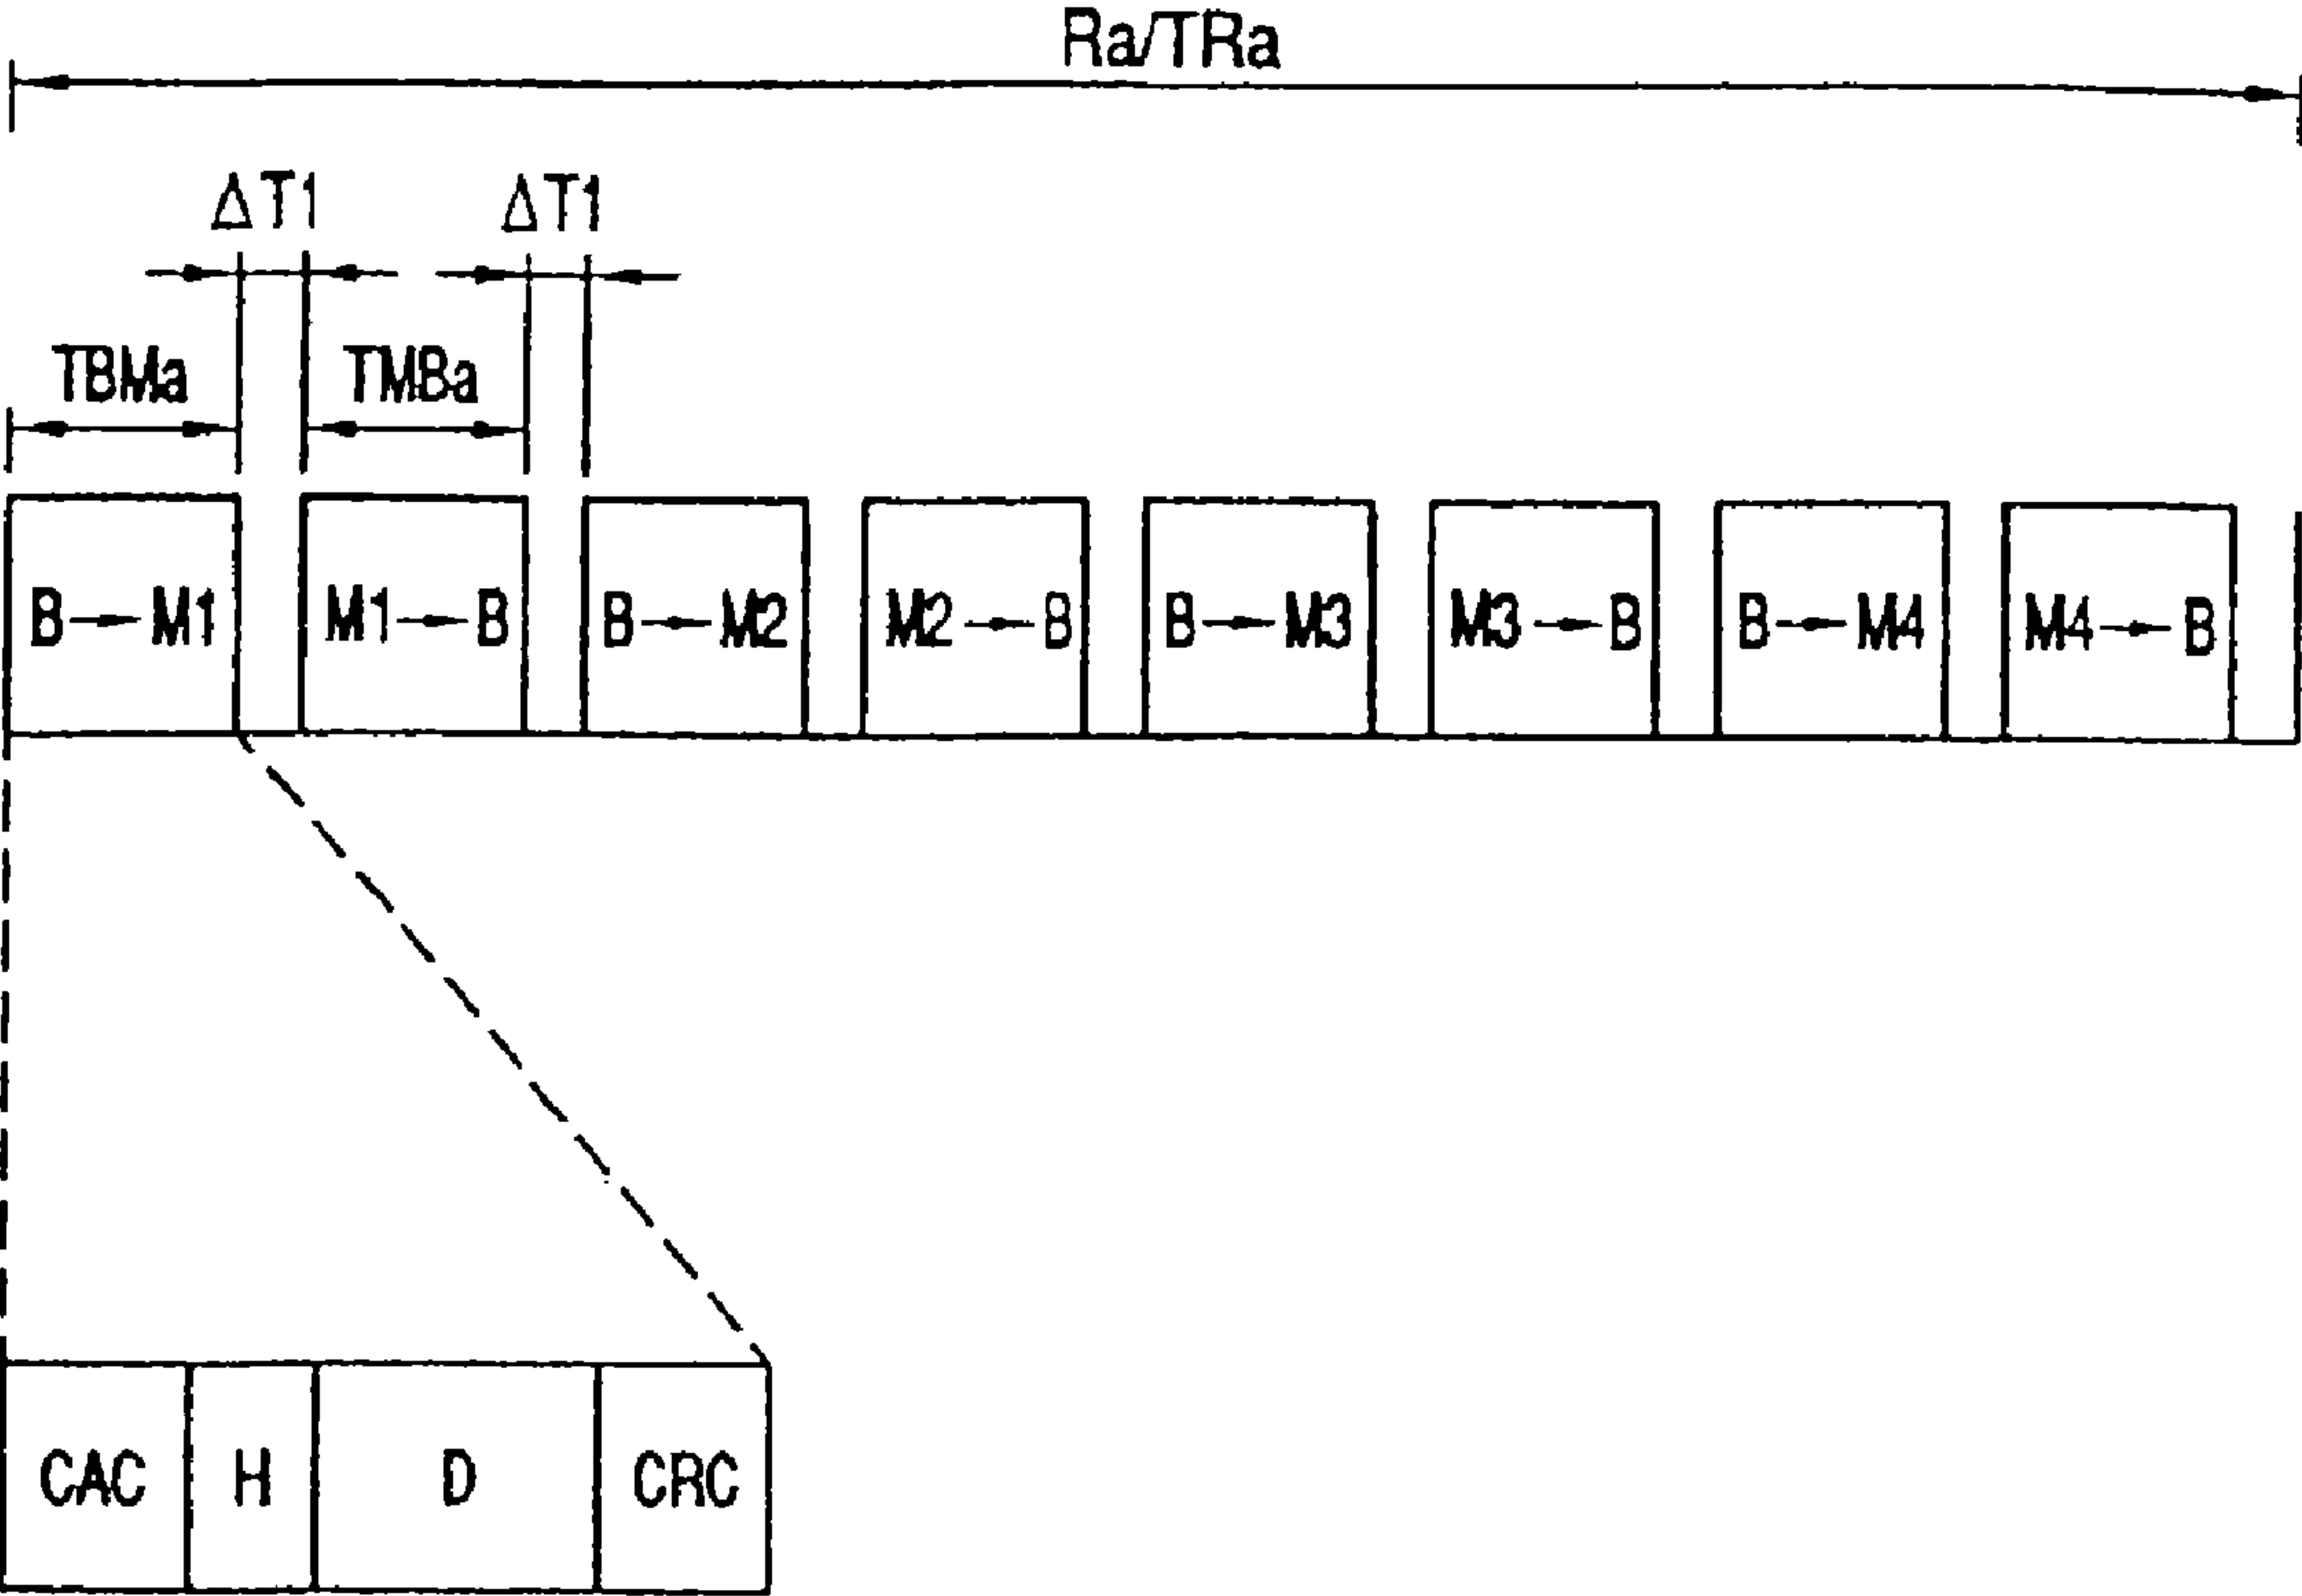 Ra/TRa
ΔT1 ΔT1
TBMa TMBa
B M1 M1 B B M2 M2 B B M3 M3 B B M4 M4 B
CAC H D CRC